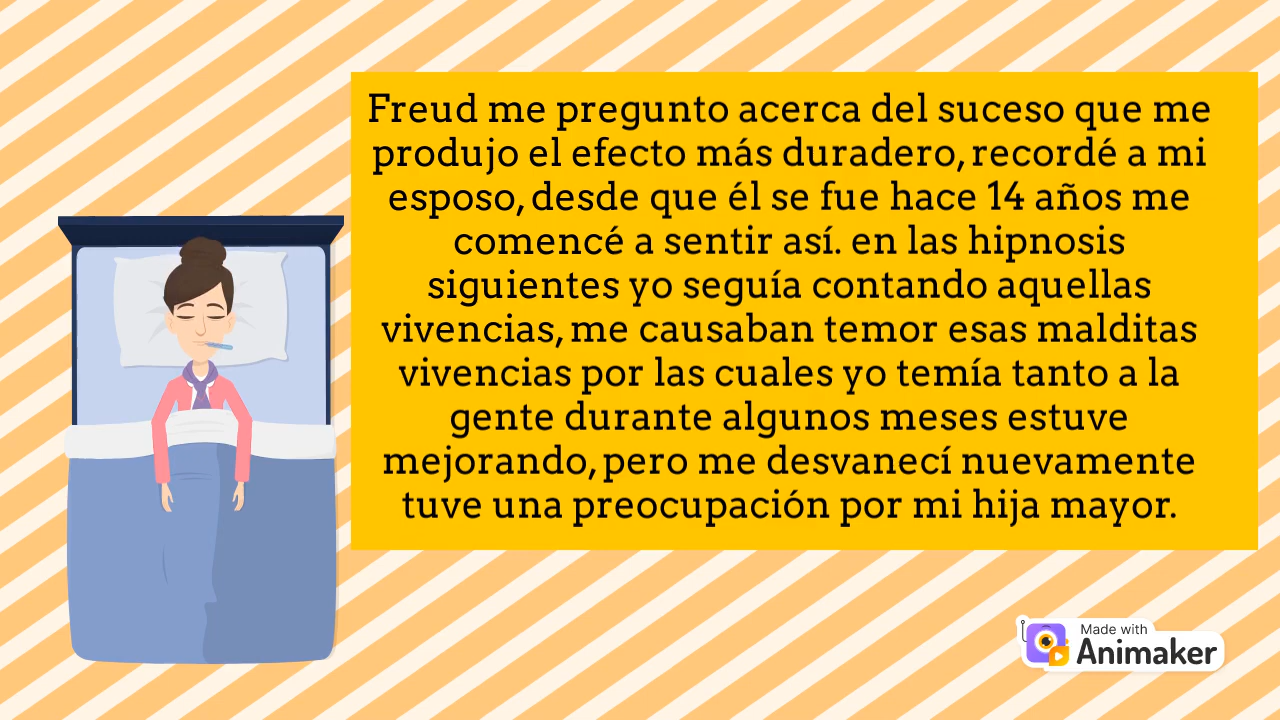 Freud me pregunto acerca del suceso que me
produjo el efecto más duradero, recordé a mi
esposo, desde que él se fue hace 14 años me
comencé a sentir así. en las hipnosis
siguientes yo seguía contando aquellas
vivencias, me causaban temor esas malditas
vivencias por las cuales yo temía tanto a la
gente durante algunos meses estuve
mejorando, pero me desvanecí nuevamente
tuve una preocupación por mi hija mayor.
Made with
Animaker